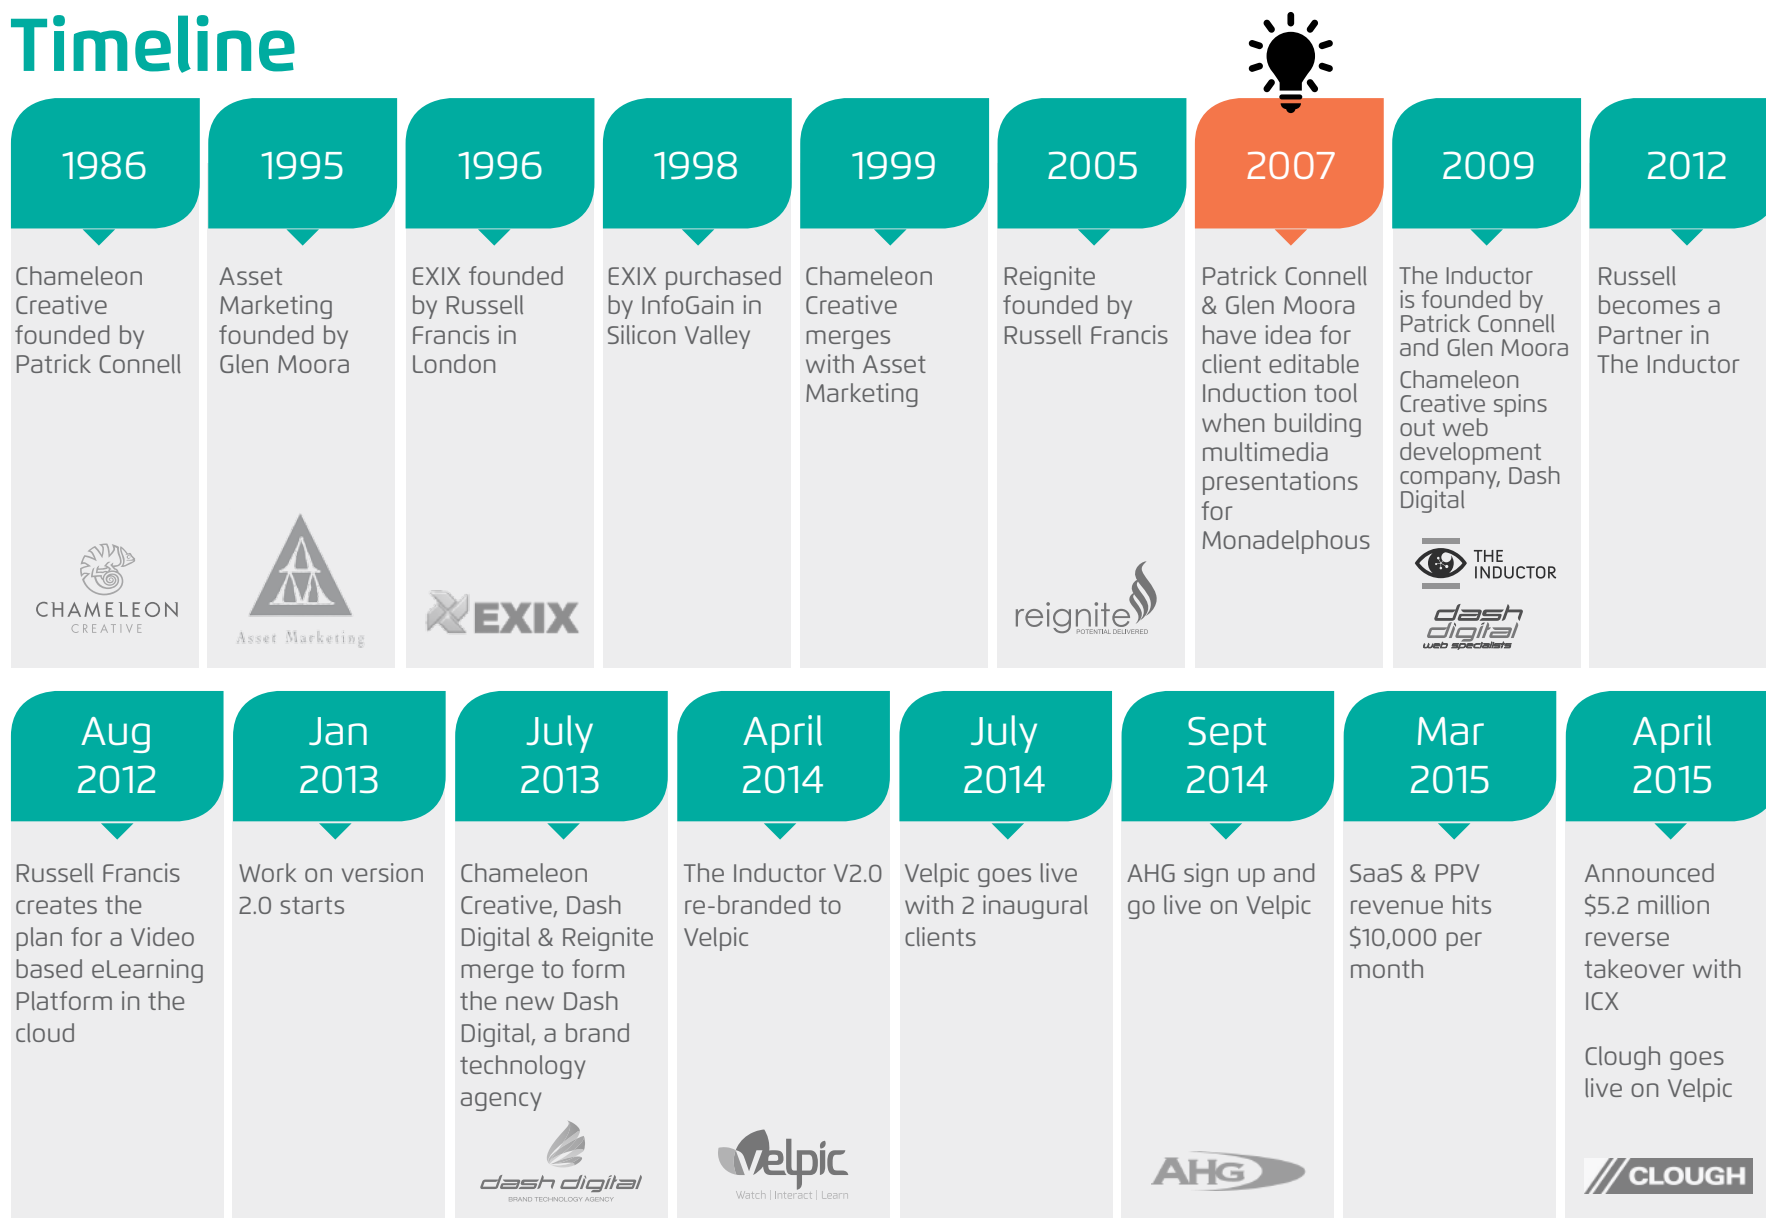 Timeline
1986
Chameleon
Creative
founded by
Patrick Connell
CHAMELEON
CREATIVE
1995
Asset
Marketing
founded by
Glen Moora
Asset Marketing
1996
EXIX founded
by Russell
Francis in
London
EXIX
1998
EXIX purchased
by InfoGain in
Silicon Valley
1999
Chameleon
Creative
merges
with Asset
Marketing
2005
Reignite
founded by
Russell Francis
reignite
POTENTIAL DELIVERED
2007
Patrick Connell
& Glen Moora
have idea for
client editable
Induction tool
when building
multimedia
presentations
for
Monadelphous
2009
The Inductor
is founded by
Patrick Connell
and Glen Moora
Chameleon
Creative spins
out web
development
company, Dash
Digital
THE
INDUCTOR
dash
digital
web specialists
2012
Russell
becomes a
Partner in
The Inductor
Aug
2012
Russell Francis
creates the
plan for a Video
based eLearning
Platform in the
cloud
Jan
2013
Work on version
2.0 starts
July
2013
Chameleon
Creative, Dash
Digital & Reignite
merge to form
the new Dash
Digital, a brand
technology
agency
dash digital
BRAND TECHNOLOGY AGENCY
April
2014
The Inductor V2.0
re-branded to
Velpic
velpic
Watch | Interact | Learn
July
2014
Velpic goes live
with 2 inaugural
clients
Sept
2014
AHG sign up and
go live on Velpic
AHG
Mar
2015
SaaS & PPV
revenue hits
$10,000 per
month
April
2015
Announced
$5.2 million
reverse
takeover with
ICX
Clough goes
live on Velpic
CLOUGH